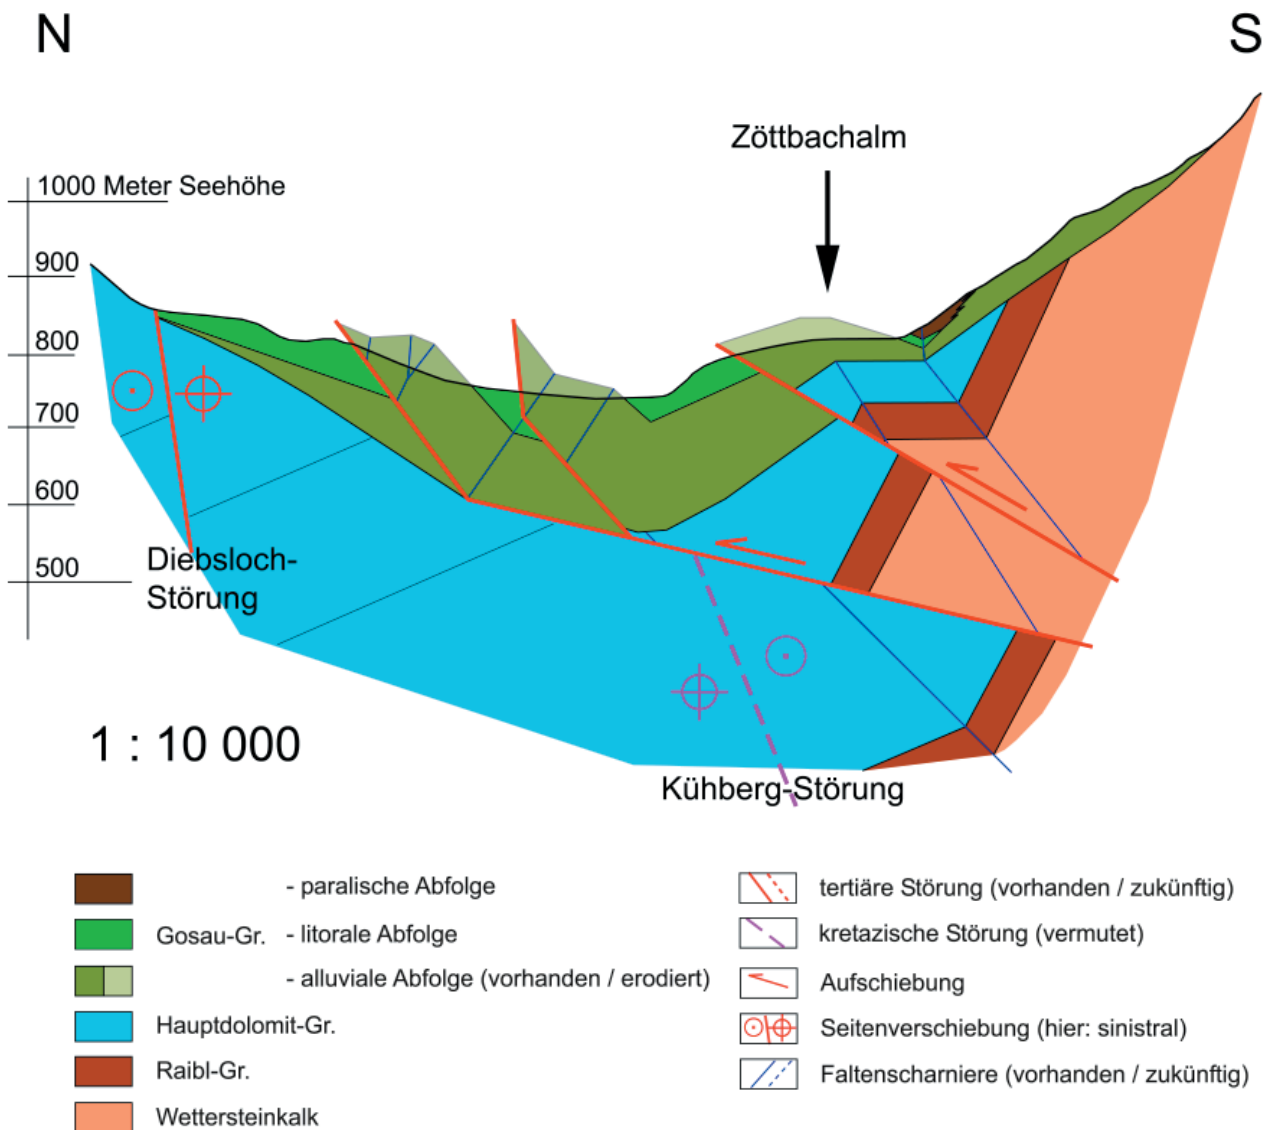 N
S
Zöttbachalm
1000 Meter Seehöhe
900
800
700
600
500
Diebsloch-
Störung
1 : 10 000
Kühberg-Störung
- paralische Abfolge
Gosau-Gr. - litorale Abfolge
- alluviale Abfolge (vorhanden / erodiert)
Hauptdolomit-Gr.
Raibl-Gr.
Wettersteinkalk
tertiäre Störung (vorhanden / zukünftig)
kretazische Störung (vermutet)
Aufschiebung
Seitenverschiebung (hier: sinistral)
Faltenscharniere (vorhanden / zukünftig)